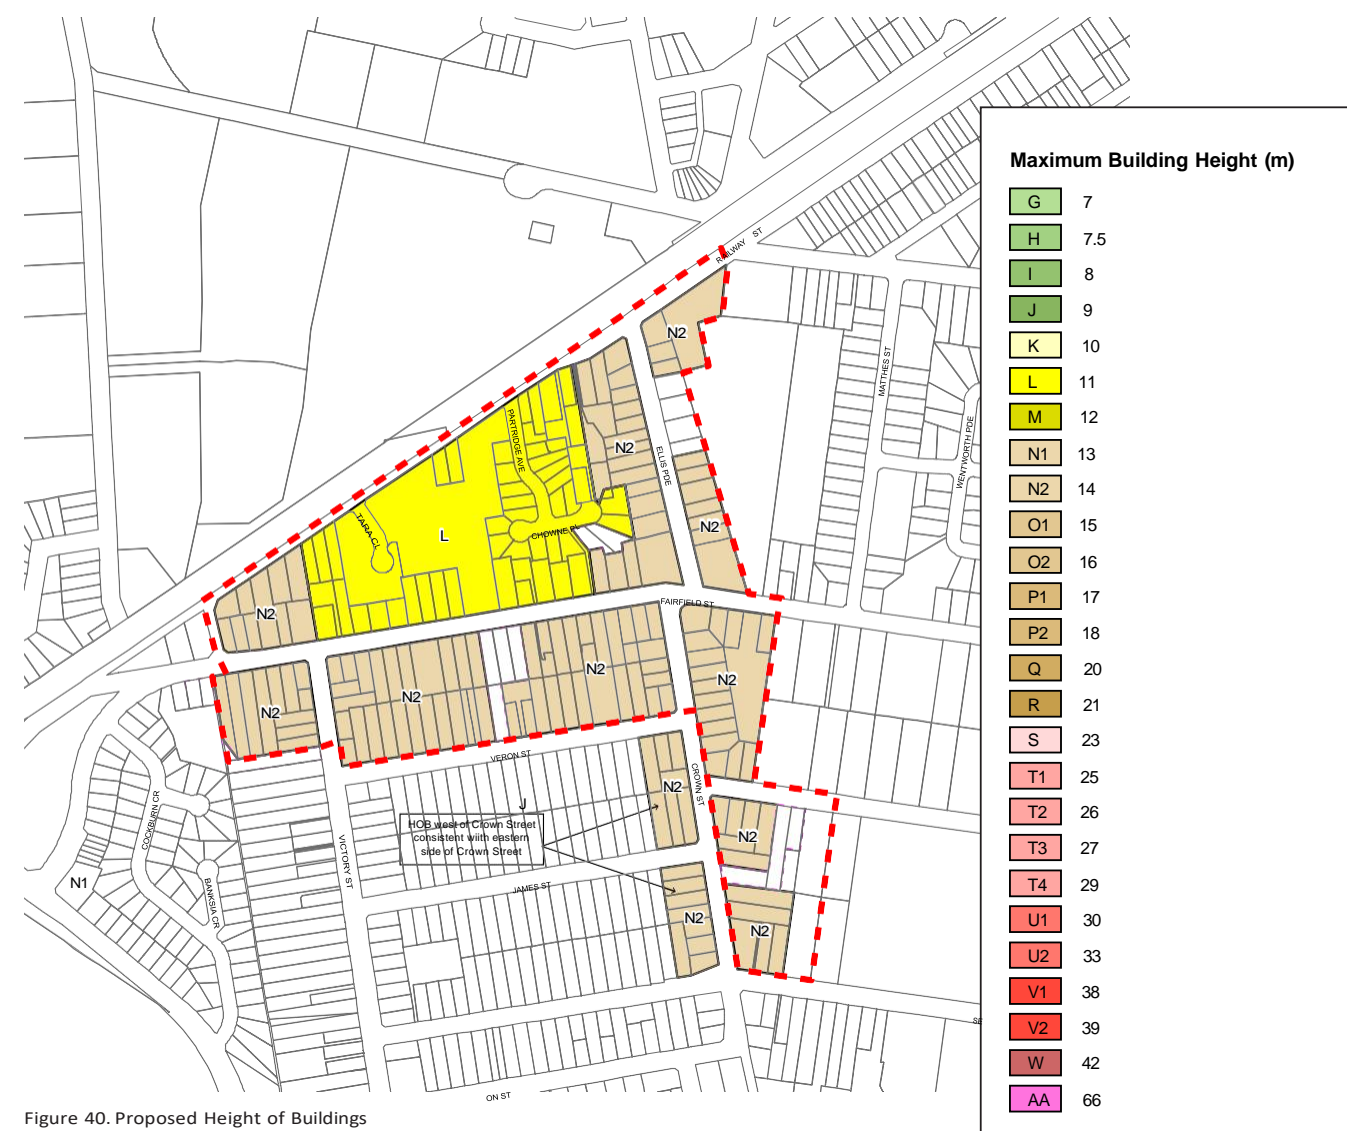 RAILWAY ST
N2
MATTHES ST
WENTWORTH PDE
PARTRIDGE AVE
N2
ELLIS PDE
TARA CL
L
CHOWNE PL
N2
N2
FAIRFIELD ST
N2
N2
N2
N2
N2
VERON ST
CROWN ST
N2
J
HOB west of Crown Street
consistent wiith eastern
side of Crown Street
N2
COCKBURN CR
VICTORY ST
N1
BANKSIA CR
JAMES ST
N2
N2
SE
ON ST
Maximum Building Height (m)
G 7
H 7.5
I 8
J 9
K 10
L 11
M 12
N1 13
N2 14
O1 15
O2 16
P1 17
P2 18
Q 20
R 21
S 23
T1 25
T2 26
T3 27
T4 29
U1 30
U2 33
V1 38
V2 39
W 42
AA 66
Figure 40. Proposed Height of Buildings